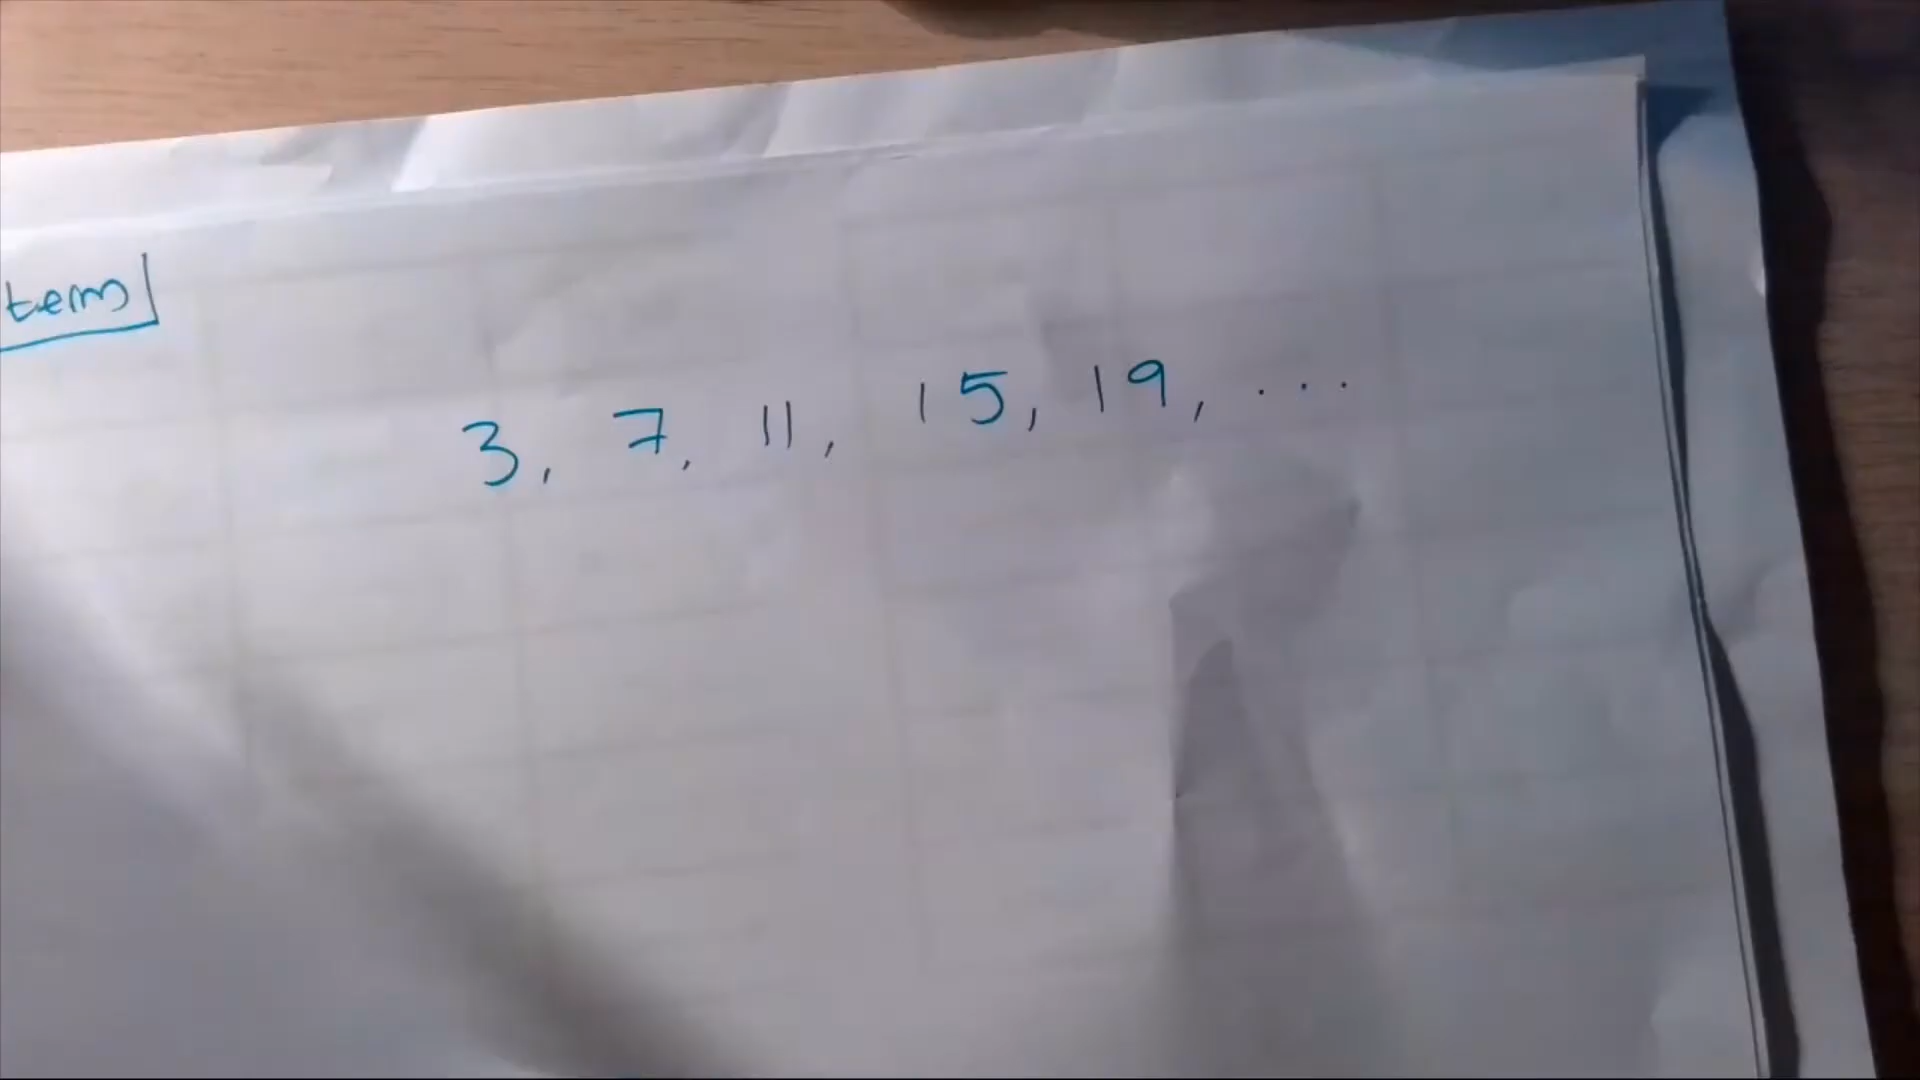 term
3, 7, 11, 15, 19, ...